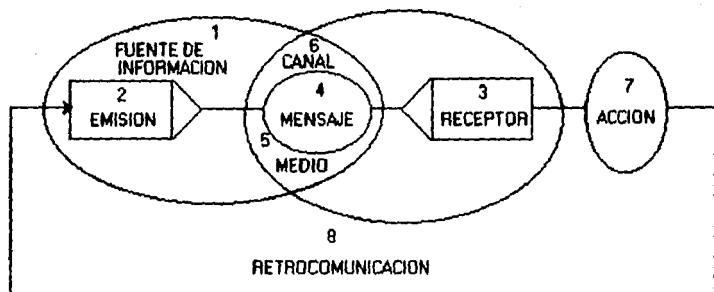 1
FUENTE DE
INFORMACION
2
EMISION
6
CANAL
4
MENSAJE
5
MEDIO
3
RECEPTOR
7
ACCION
8
RETROCOMUNICACION